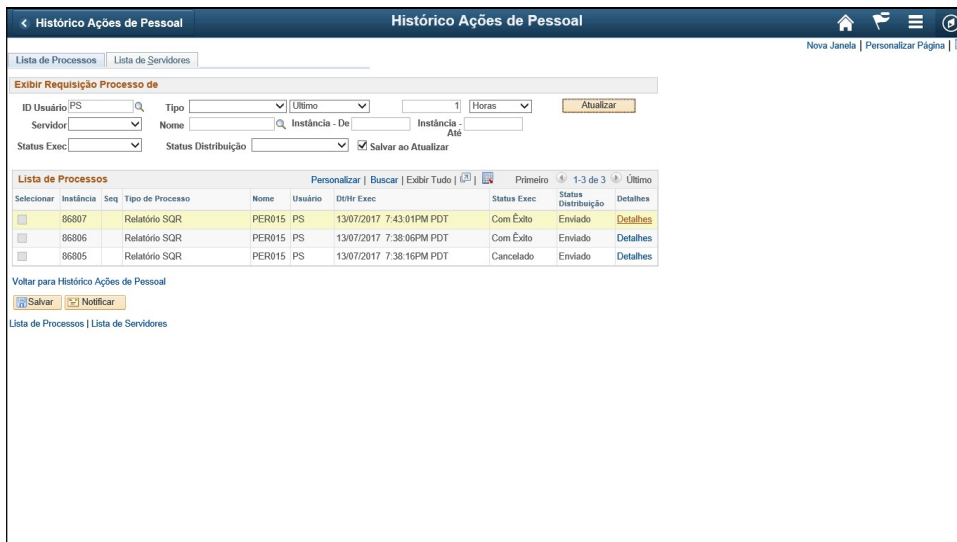 Histórico Ações de Pessoal
Histórico Ações de Pessoal
Nova Janela | Personalizar Página |
Lista de Processos
Lista de Servidores
Exibir Requisição Processo de
ID Usuário PS Tipo Último 1 Horas Atualizar
Servidor Nome Instância - De Instância - Até
Status Exec Status Distribuição Salvar ao Atualizar
Lista de Processos Personalizar | Buscar | Exibir Tudo | | Primeiro 1-3 de 3 Último
Selecionar Instância Seq Tipo de Processo Nome Usuário Dt/Hr Exec Status Exec Status Distribuição Detalhes
86807 Relatório SQR PER015 PS 13/07/2017 7:43:01PM PDT Com Êxito Enviado Detalhes
86806 Relatório SQR PER015 PS 13/07/2017 7:38:06PM PDT Com Êxito Enviado Detalhes
86805 Relatório SQR PER015 PS 13/07/2017 7:38:16PM PDT Cancelado Enviado Detalhes
Voltar para Histórico Ações de Pessoal
Salvar Notificar
Lista de Processos | Lista de Servidores